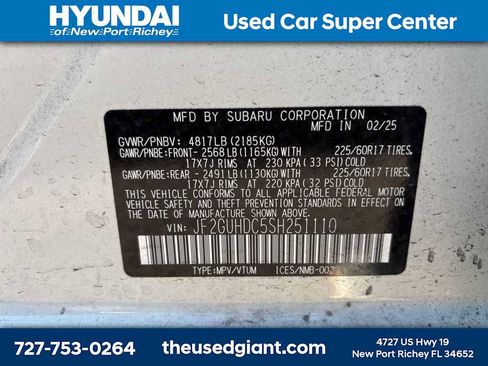 HYUNDAI
of New Port Richey
Used Car Super Center
MFD BY SUBARU CORPORATION
MFD IN 02/25
GVWR/PNBV: 4817LB (2185KG)
GAWR/PNBE: FRONT- 2568LB (1165KG) WITH 225/60R17 TIRES,
17X7J RIMS AT 230 KPA (33 PSI) COLD
GAWR/PNBE: REAR - 2491LB (1130KG) WITH 225/60R17 TIRES,
17X7J RIMS AT 220 KPA (32 PSI) COLD
THIS VEHICLE CONFORMS TO ALL APPLICABLE FEDERAL MOTOR
VEHICLE SAFETY AND THEFT PREVENTION STANDARDS IN EFFECT
ON THE DATE OF MANUFACTURE SHOWN ABOVE.
VIN: JF2GUHDC5SH251110
TYPE:MPV/VTUM ICES/NMB-002
727-753-0264
theusedgiant.com
4727 US Hwy 19
New Port Richey FL 34652